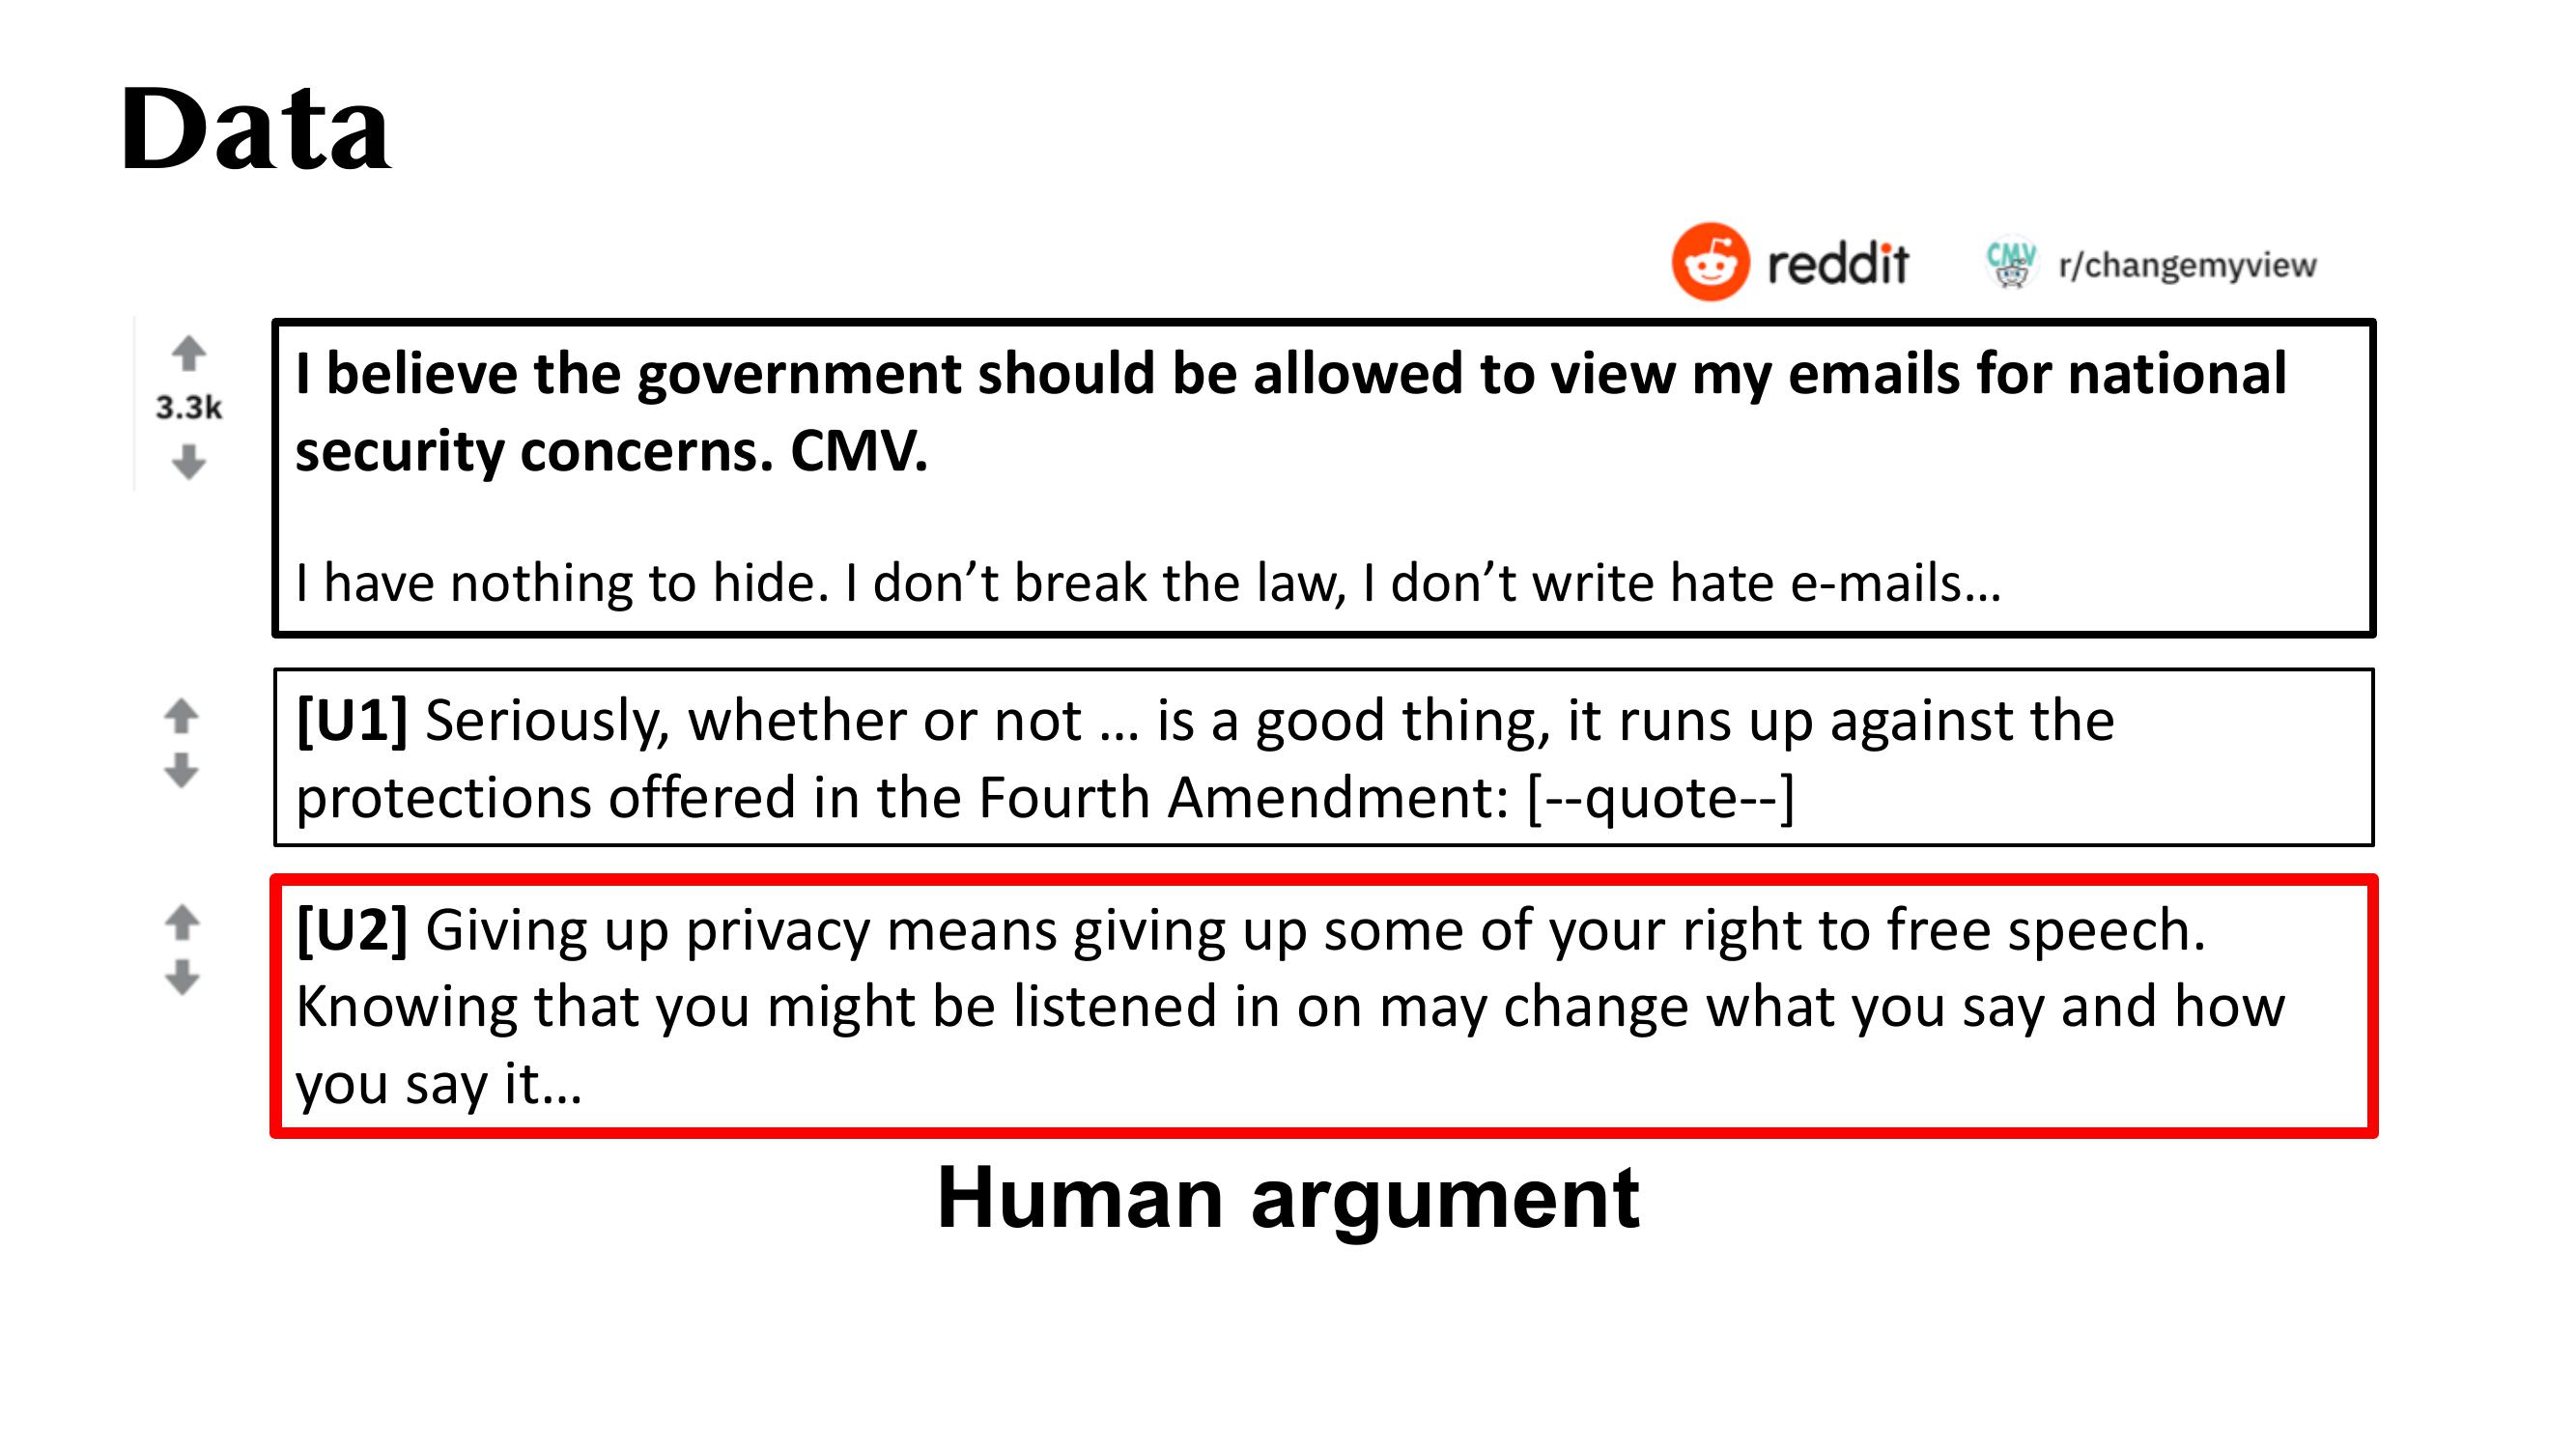 Data
reddit
CMV
r/changemyview
3.3k
I believe the government should be allowed to view my emails for national
security concerns. CMV.
I have nothing to hide. I don’t break the law, I don’t write hate e-mails…
[U1] Seriously, whether or not … is a good thing, it runs up against the
protections offered in the Fourth Amendment: [--quote--]
[U2] Giving up privacy means giving up some of your right to free speech.
Knowing that you might be listened in on may change what you say and how
you say it…
Human argument